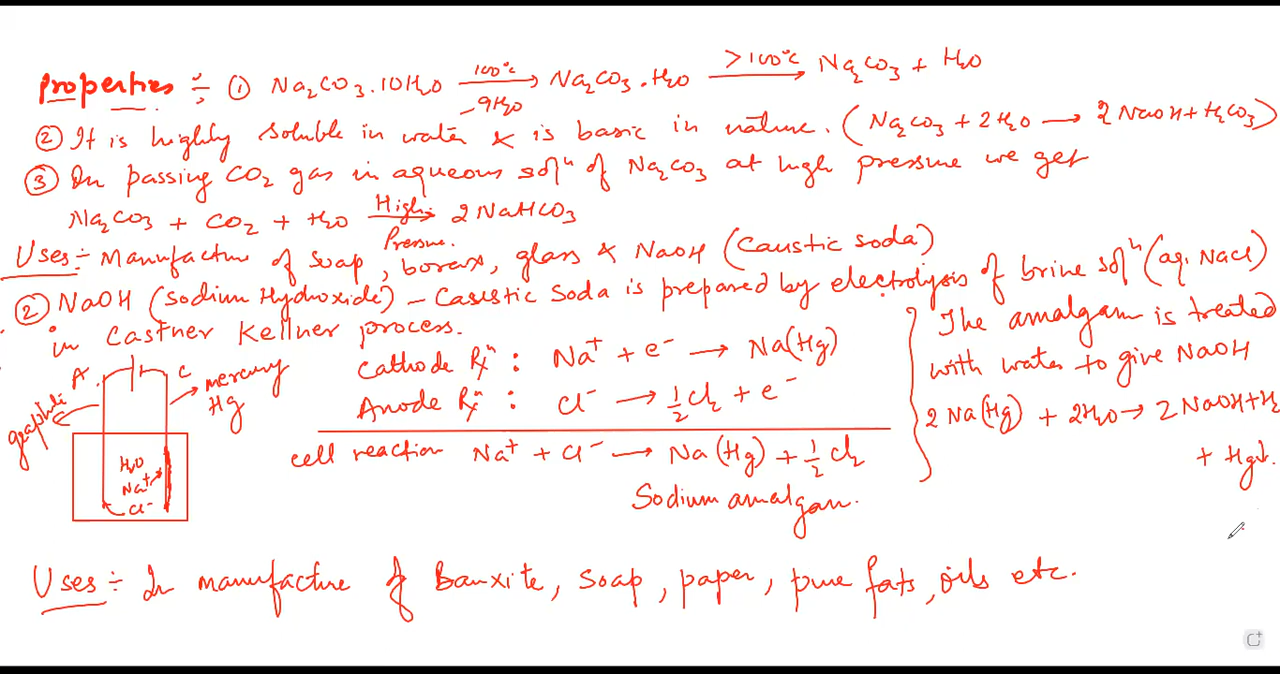 Properties :- ① Na₂CO₃.10H₂O —100°C/−9H₂O→ Na₂CO₃.H₂O —>100°C→ Na₂CO₃ + H₂O
② It is highly soluble in water & is basic in nature. (Na₂CO₃ + 2H₂O → 2NaOH + H₂CO₃)
③ On passing CO₂ gas in aqueous solⁿ of Na₂CO₃ at high pressure we get
Na₂CO₃ + CO₂ + H₂O —High Pressure.→ 2NaHCO₃
Uses :- Manufacture of soap, borax, glass & NaOH (Caustic soda)
② NaOH (Sodium Hydroxide) – Caustic Soda is prepared by electrolysis of brine solⁿ (aq. NaCl)
in Castner Kellner process.
A C
graphite
mercury
Hg
H₂O
Na⁺
Cl⁻
Cathode Rxⁿ : Na⁺ + e⁻ → Na(Hg)
Anode Rxⁿ : Cl⁻ → ½Cl₂ + e⁻
cell reaction Na⁺ + Cl⁻ → Na(Hg) + ½Cl₂
Sodium amalgam.
The amalgam is treated
with water to give NaOH
2Na(Hg) + 2H₂O → 2NaOH + H₂
+ Hg↓.
Uses :- In manufacture of Bauxite, soap, paper, pure fats, oils etc.